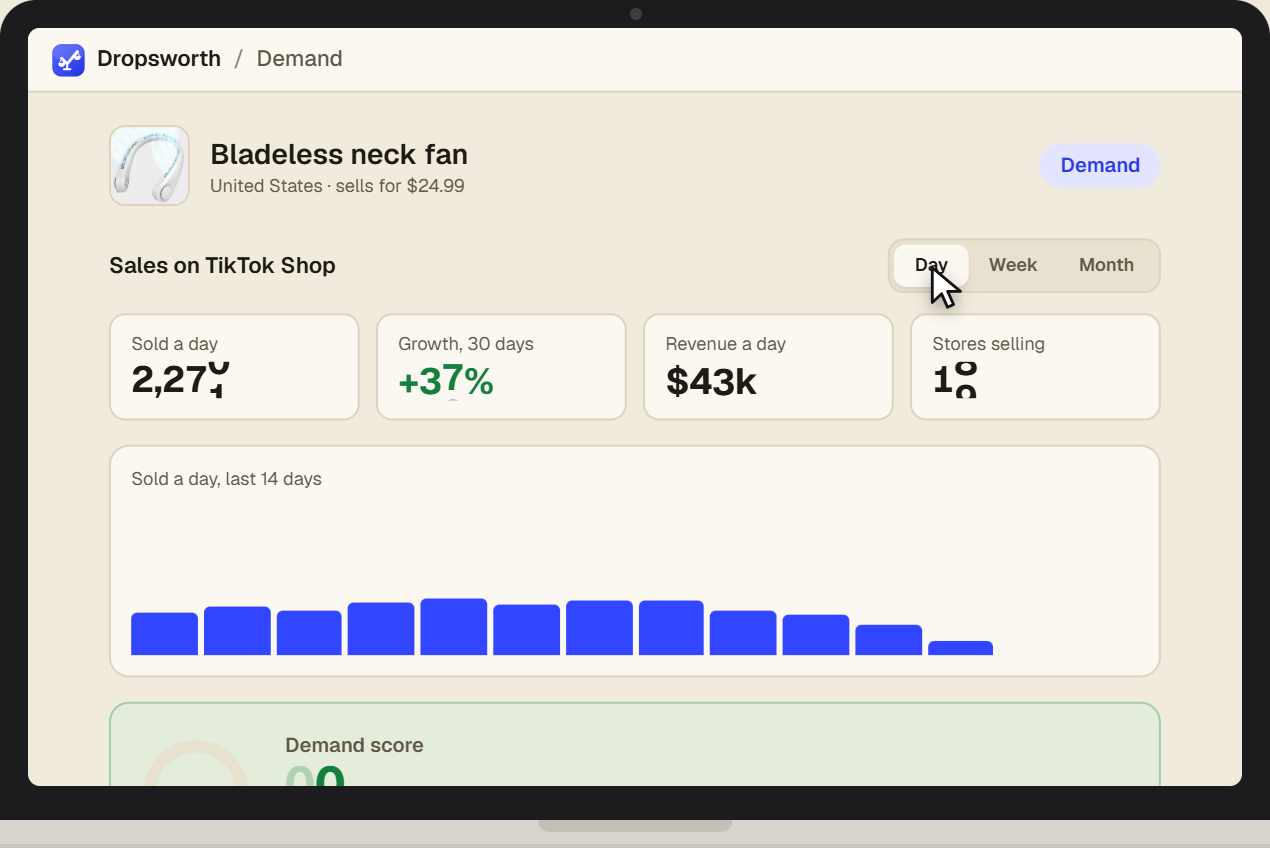 Dropsworth / Demand
Bladeless neck fan
United States · sells for $24.99
Demand
Sales on TikTok Shop
Day Week Month
Sold a day
Growth, 30 days
+37%
Revenue a day
$43k
Stores selling
Sold a day, last 14 days
Demand score